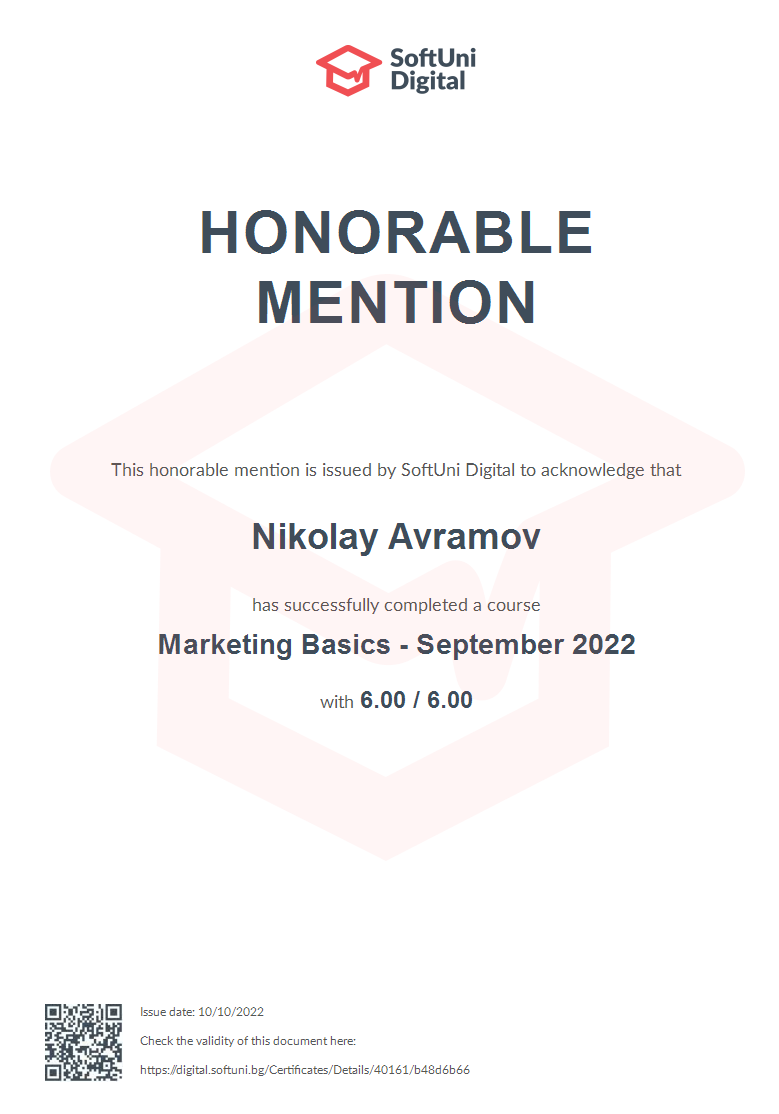 SoftUni
Digital
HONORABLE
MENTION
This honorable mention is issued by SoftUni Digital to acknowledge that
Nikolay Avramov
has successfully completed a course
Marketing Basics - September 2022
with 6.00 / 6.00
Issue date: 10/10/2022
Check the validity of this document here:
https://digital.softuni.bg/Certificates/Details/40161/b48d6b66